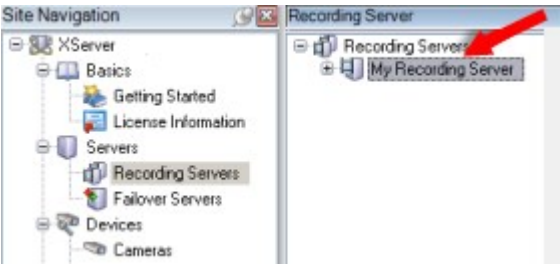 Site Navigation
XServer
Basics
Getting Started
License Information
Servers
Recording Servers
Failover Servers
Devices
Cameras
Recording Server
Recording Servers
My Recording Server